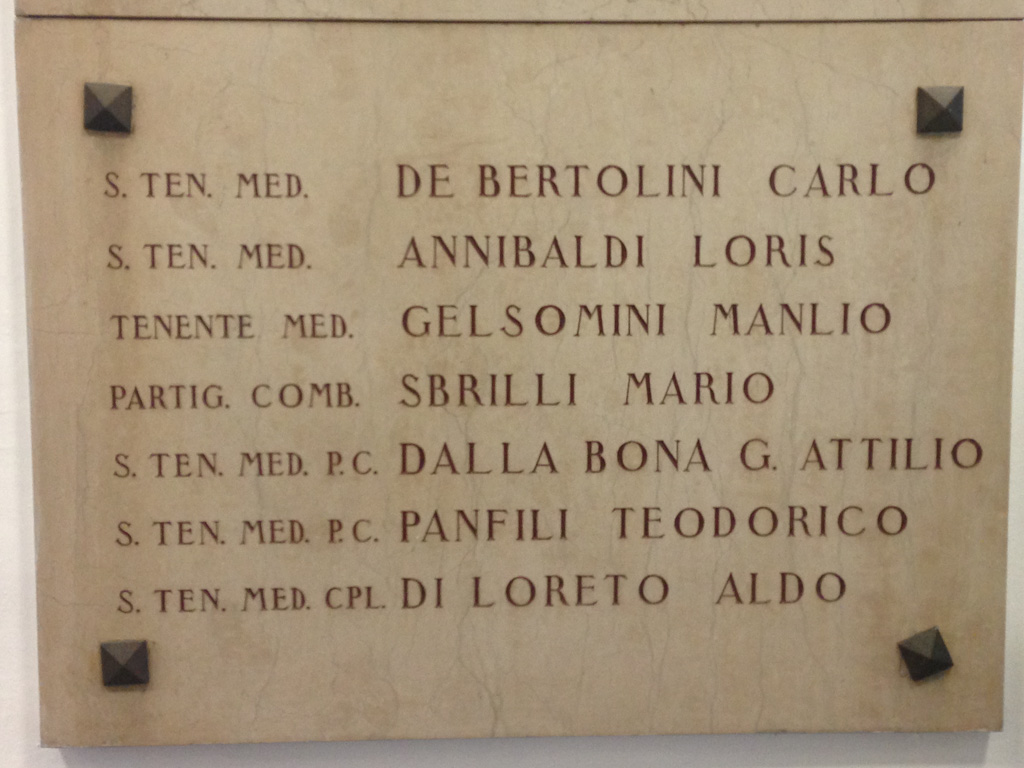 S. TEN. MED. DE BERTOLINI CARLO
S. TEN. MED. ANNIBALDI LORIS
TENENTE MED. GELSOMINI MANLIO
PARTIG. COMB. SBRILLI MARIO
S. TEN. MED. P.C. DALLA BONA G. ATTILIO
S. TEN. MED. P.C. PANFILI TEODORICO
S. TEN. MED. CPL. DI LORETO ALDO